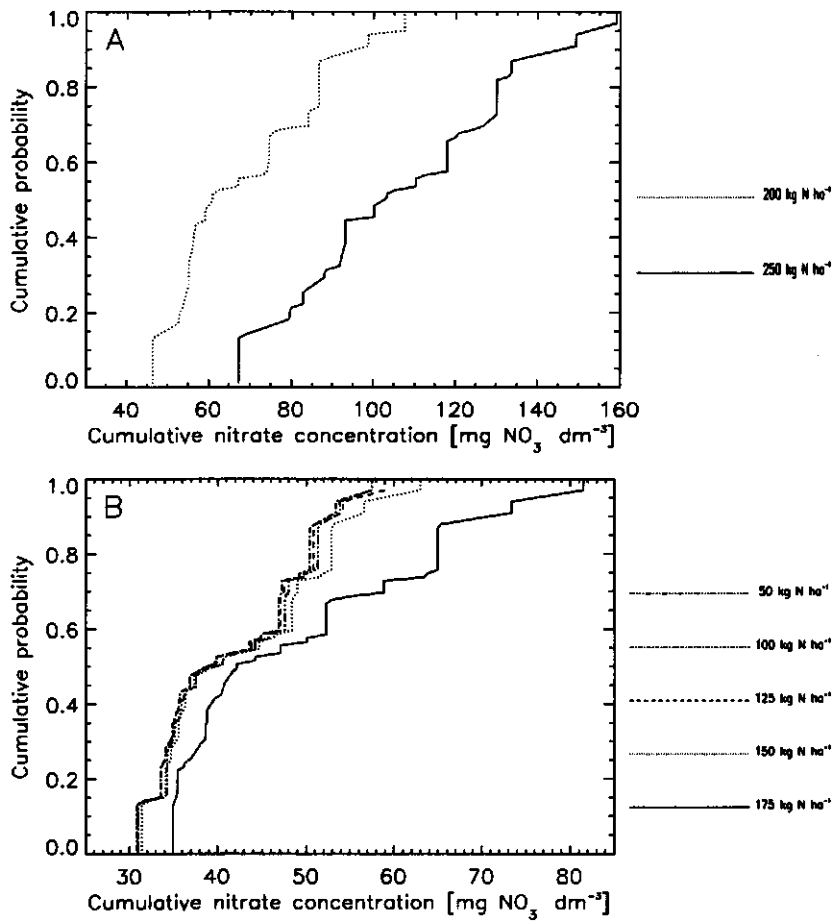 A
1.0
0.8
0.6
0.4
0.2
0.0
Cumulative probability
40 60 80 100 120 140 160
Cumulative nitrate concentration [mg NO₃ dm⁻³]
200 kg N ha⁻¹
250 kg N ha⁻¹
B
1.0
0.8
0.6
0.4
0.2
0.0
Cumulative probability
30 40 50 60 70 80
Cumulative nitrate concentration [mg NO₃ dm⁻³]
50 kg N ha⁻¹
100 kg N ha⁻¹
125 kg N ha⁻¹
150 kg N ha⁻¹
175 kg N ha⁻¹